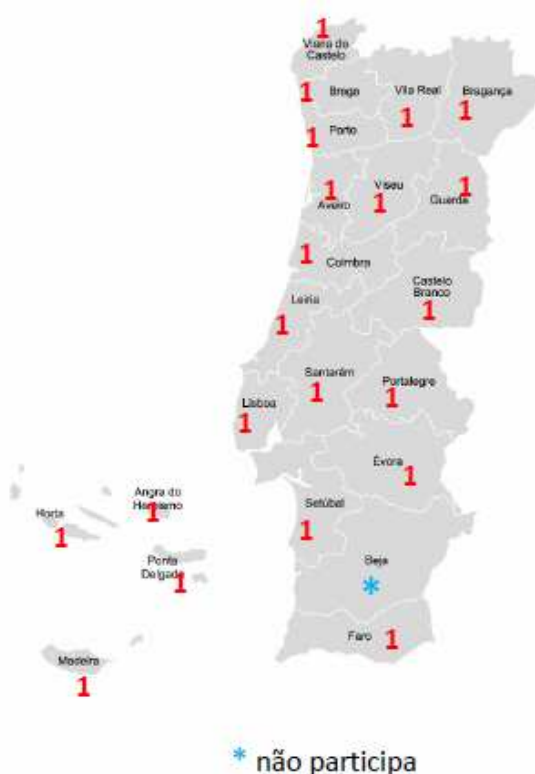 1
Viana do
Castelo
1
Braga
Vila Real
1
Bragança
1
1
Porto
1
Aveiro
Viseu
1
1
Guarda
1
Coimbra
Castelo
Branco
1
Leiria
1
Santarém
1
Portalegre
1
Lisboa
1
Évora
1
Setúbal
1
Angra do
Heroísmo
1
Horta
1
Ponta
Delgada
1
Beja
*
Faro
1
Madeira
1
* não participa